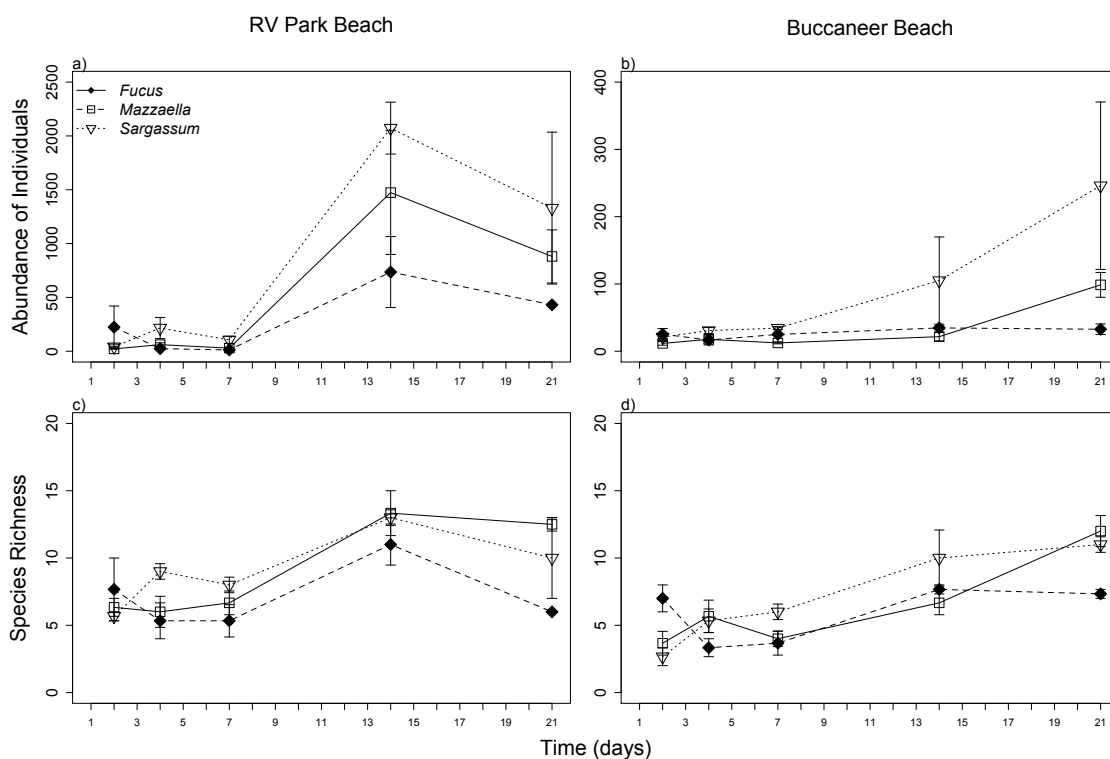 RV Park Beach
Buccaneer Beach
a)
b)
Fucus
Mazzaella
Sargassum
Abundance of Individuals
0 500 1000 1500 2000 2500
0 100 200 300 400
1 3 5 7 9 11 13 15 17 19 21
1 3 5 7 9 11 13 15 17 19 21
c)
d)
Species Richness
0 5 10 15 20
0 5 10 15 20
1 3 5 7 9 11 13 15 17 19 21
1 3 5 7 9 11 13 15 17 19 21
Time (days)